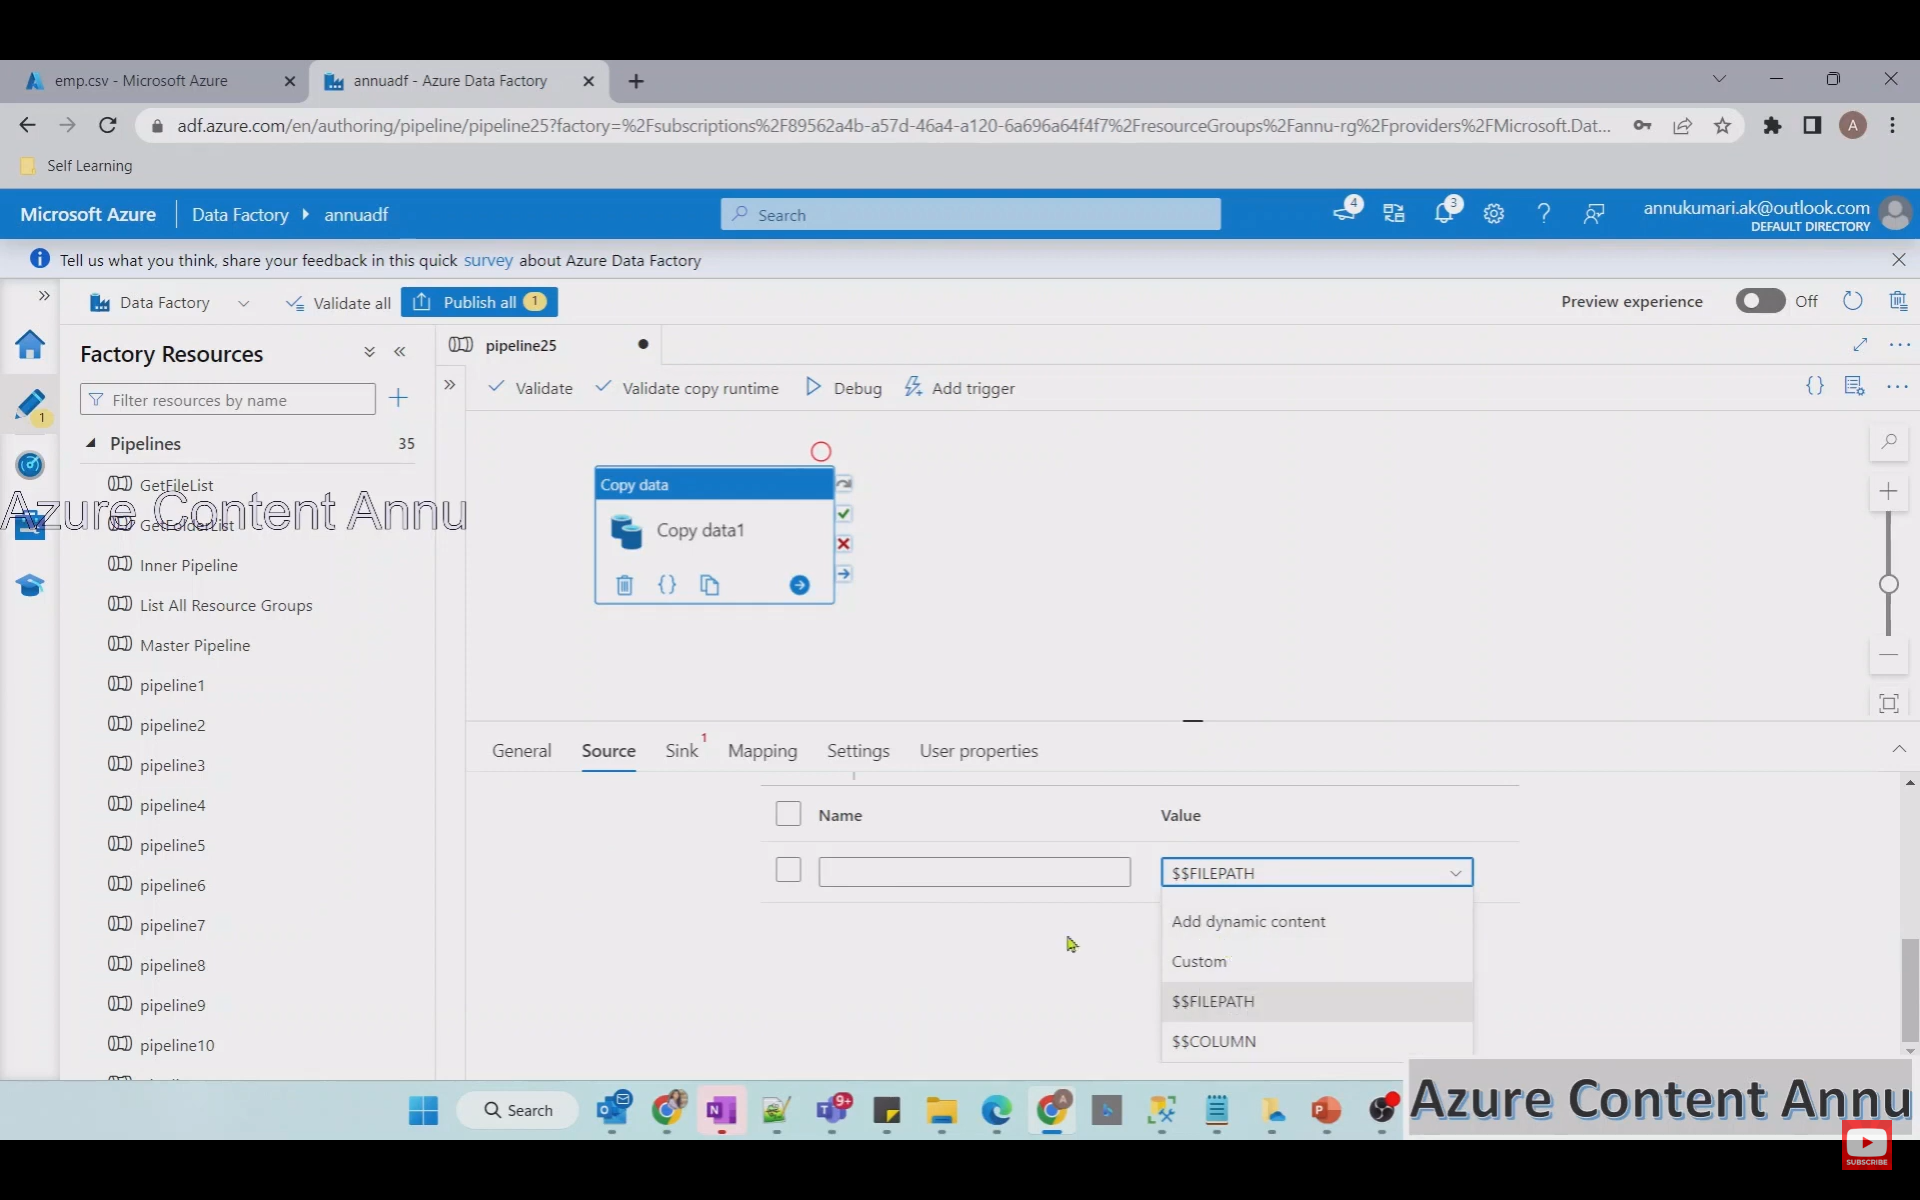 emp.csv - Microsoft Azure
annuadf - Azure Data Factory
adf.azure.com/en/authoring/pipeline/pipeline25?factory=%2Fsubscriptions%2F89562a4b-a57d-46a4-a120-6a696a64f4f7%2FresourceGroups%2Fannu-rg%2Fproviders%2FMicrosoft.Dat...
A
Self Learning
Microsoft Azure
Data Factory
annuadf
Search
4
3
annukumari.ak@outlook.com
DEFAULT DIRECTORY
Tell us what you think, share your feedback in this quick survey about Azure Data Factory
Data Factory
Validate all
Publish all 1
Preview experience
Off
Factory Resources
pipeline25
Filter resources by name
1
Validate
Validate copy runtime
Debug
Add trigger
Pipelines
35
GetFileList
Azure Content Annu
GetFolderList
Inner Pipeline
List All Resource Groups
Master Pipeline
pipeline1
pipeline2
pipeline3
pipeline4
pipeline5
pipeline6
pipeline7
pipeline8
pipeline9
pipeline10
Copy data
Copy data1
General
Source
Sink 1
Mapping
Settings
User properties
Name
Value
$$FILEPATH
Add dynamic content
Custom
$$FILEPATH
$$COLUMN
Search
9+
A
Azure Content Annu
SUBSCRIBE